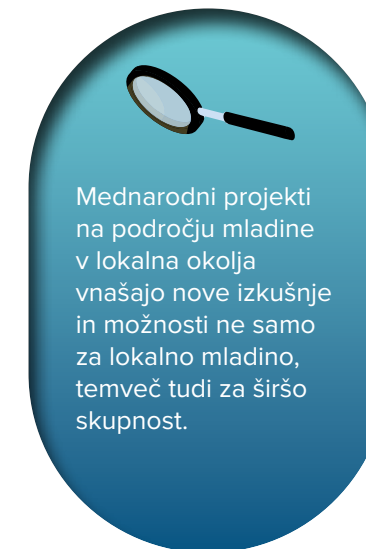 Mednarodni projekti
na področju mladine
v lokalna okolja
vnašajo nove izkušnje
in možnosti ne samo
za lokalno mladino,
temveč tudi za širšo
skupnost.